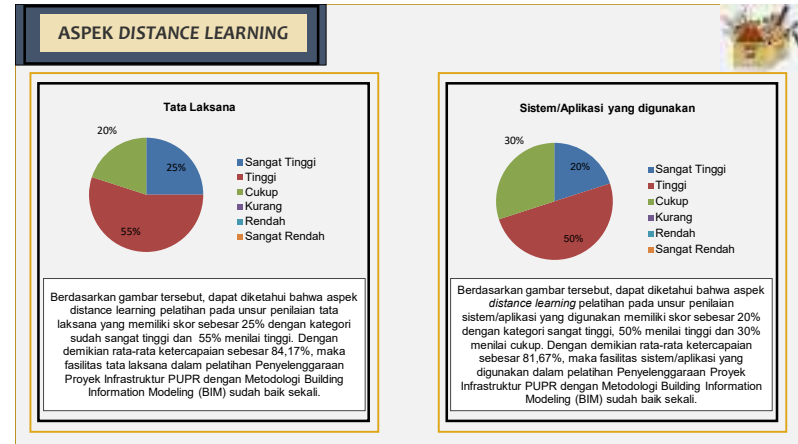 ASPEK DISTANCE LEARNING
Tata Laksana
20%
25%
55%
Sangat Tinggi
Tinggi
Cukup
Kurang
Rendah
Sangat Rendah
Berdasarkan gambar tersebut, dapat diketahui bahwa aspek
distance learning pelatihan pada unsur penilaian tata
laksana yang memiliki skor sebesar 25% dengan kategori
sudah sangat tinggi dan 55% menilai tinggi. Dengan
demikian rata-rata ketercapaian sebesar 84,17%, maka
fasilitas tata laksana dalam pelatihan Penyelenggaraan
Proyek Infrastruktur PUPR dengan Metodologi Building
Information Modeling (BIM) sudah baik sekali.
Sistem/Aplikasi yang digunakan
30%
20%
50%
Sangat Tinggi
Tinggi
Cukup
Kurang
Rendah
Sangat Rendah
Berdasarkan gambar tersebut, dapat diketahui bahwa aspek
distance learning pelatihan pada unsur penilaian
sistem/aplikasi yang digunakan memiliki skor sebesar 20%
dengan kategori sangat tinggi, 50% menilai tinggi dan 30%
menilai cukup. Dengan demikian rata-rata ketercapaian
sebesar 81,67%, maka fasilitas sistem/aplikasi yang
digunakan dalam pelatihan Penyelenggaraan Proyek
Infrastruktur PUPR dengan Metodologi Building Information
Modeling (BIM) sudah baik sekali.